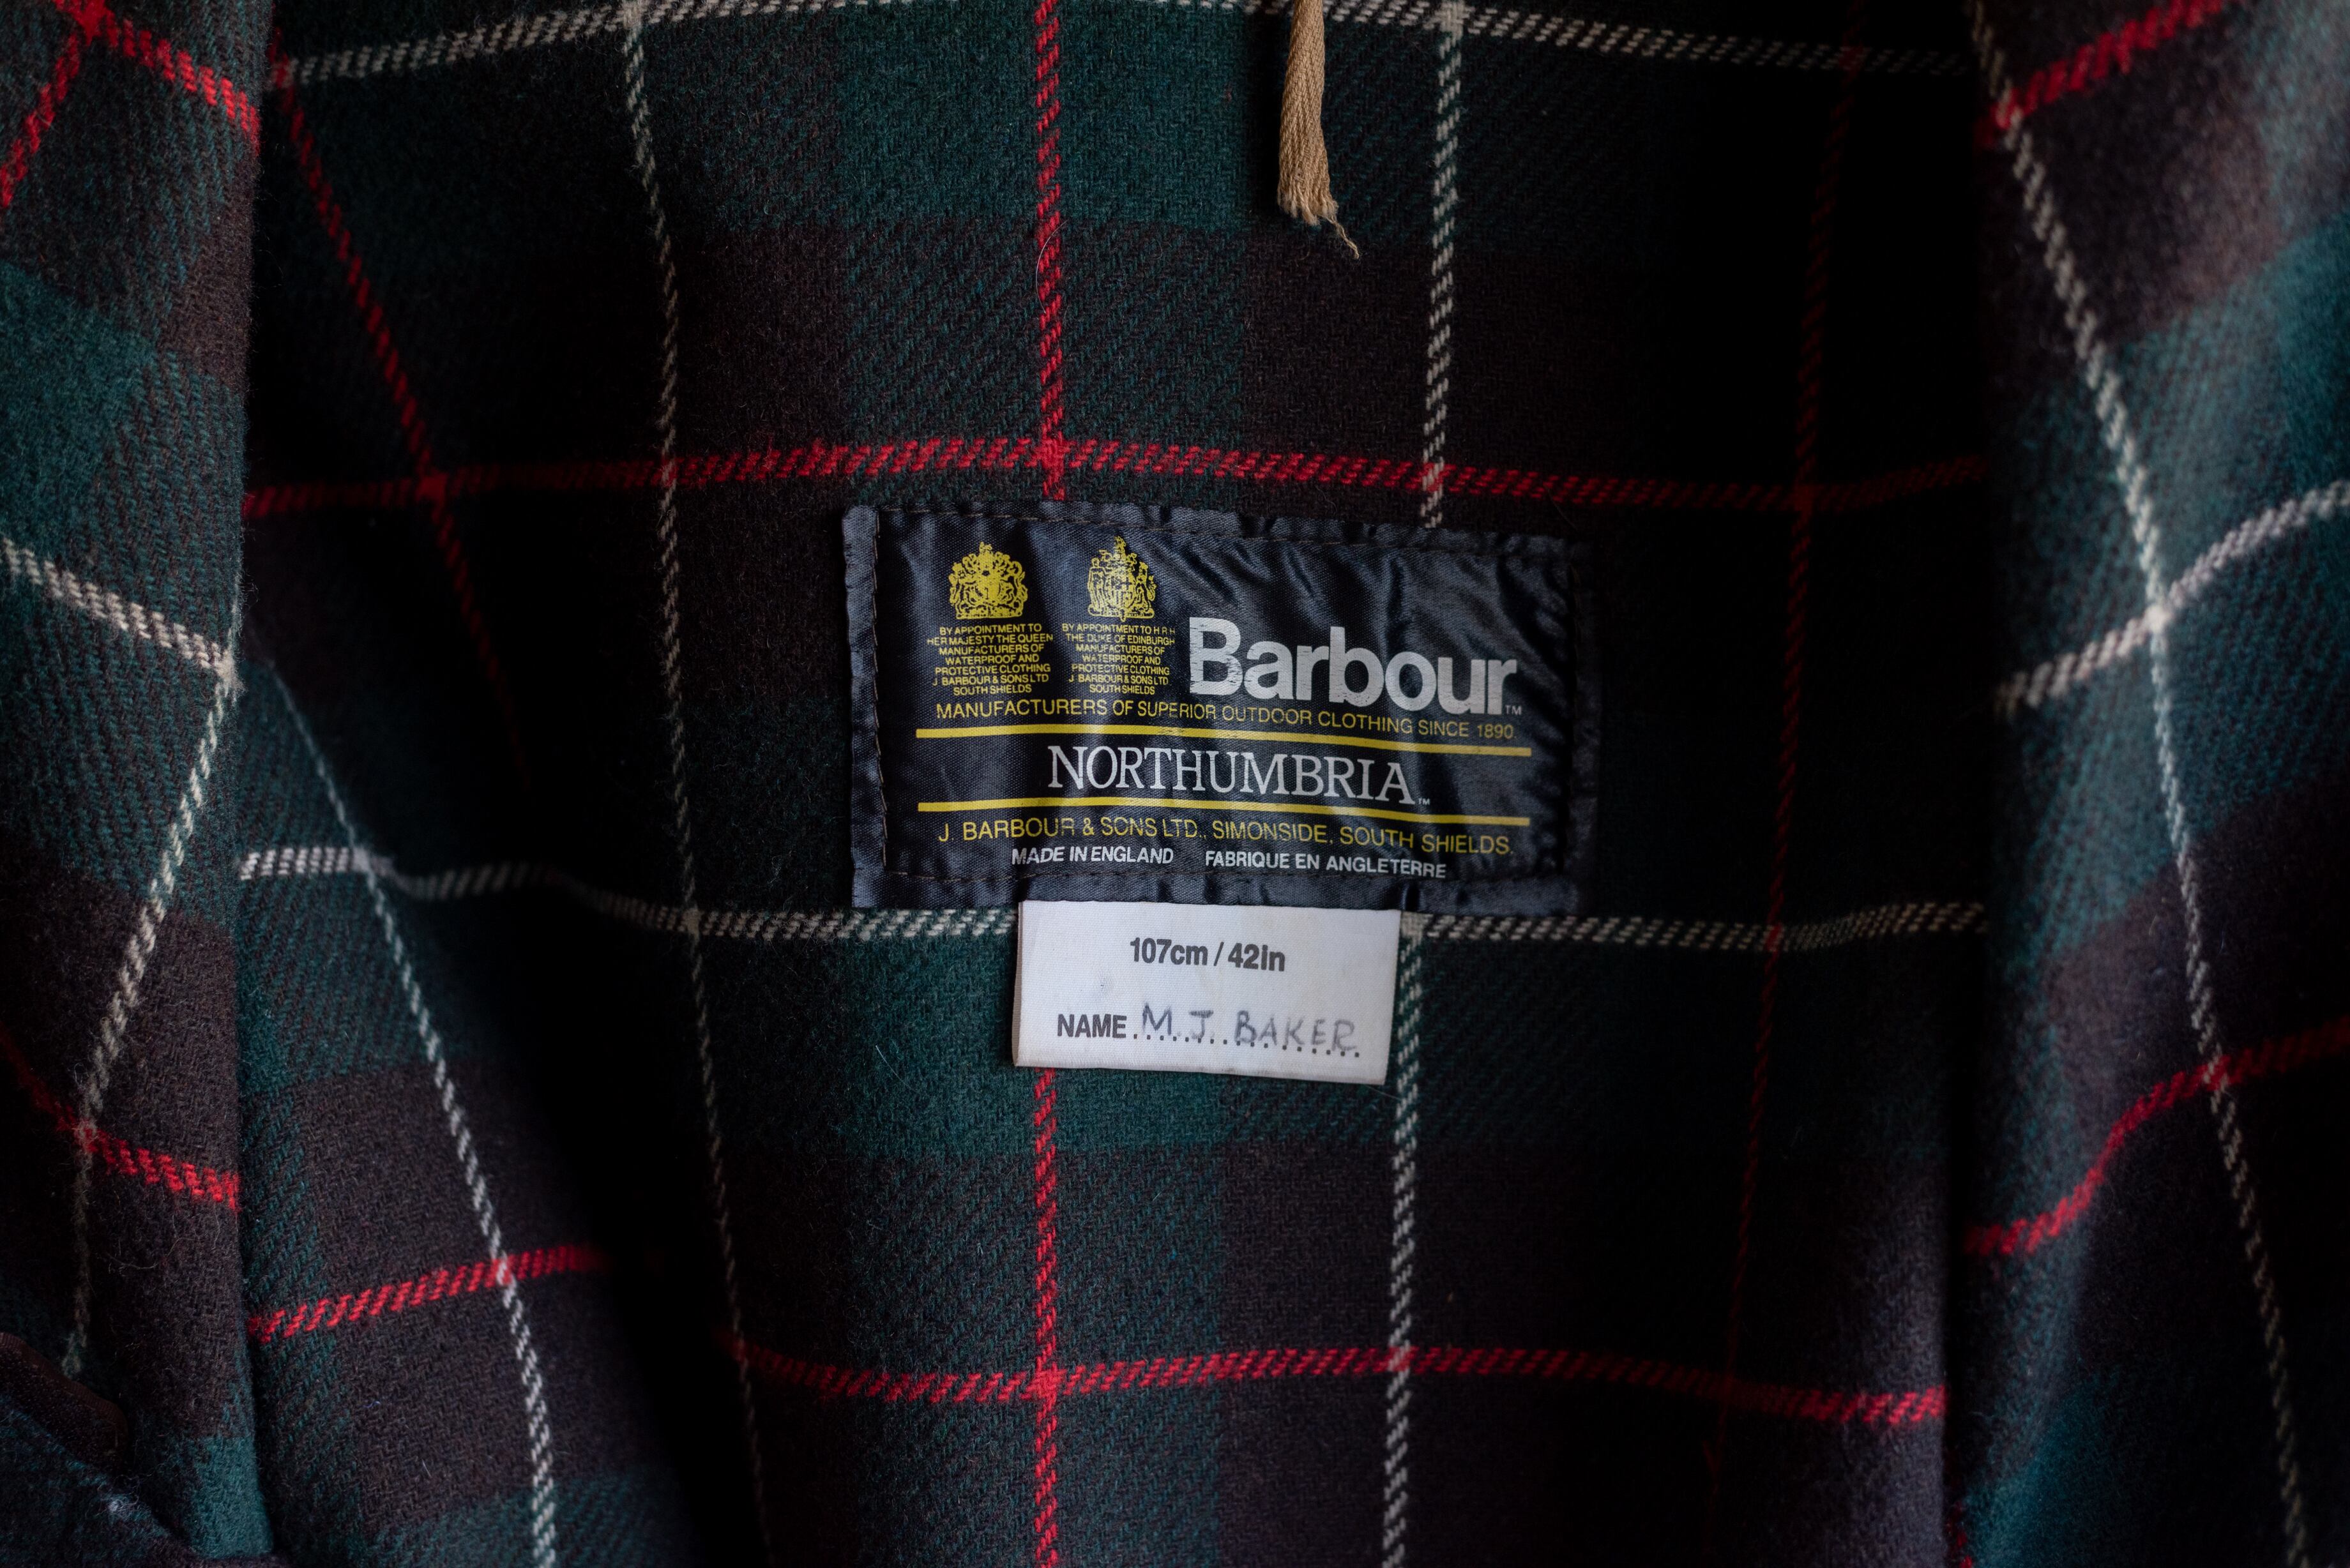 BY APPOINTMENT TO
HER MAJESTY THE QUEEN
MANUFACTURERS OF
WATERPROOF AND
PROTECTIVE CLOTHING
J BARBOUR & SONS LTD
SOUTH SHIELDS
BY APPOINTMENT TO H R H
THE DUKE OF EDINBURGH
MANUFACTURERS OF
WATERPROOF AND
PROTECTIVE CLOTHING
J BARBOUR & SONS LTD.
SOUTH SHIELDS
Barbour™
MANUFACTURERS OF SUPERIOR OUTDOOR CLOTHING SINCE 1890.
NORTHUMBRIA™
J. BARBOUR & SONS LTD., SIMONSIDE, SOUTH SHIELDS.
MADE IN ENGLAND FABRIQUE EN ANGLETERRE
107cm / 42in
NAME M. J. BAKER